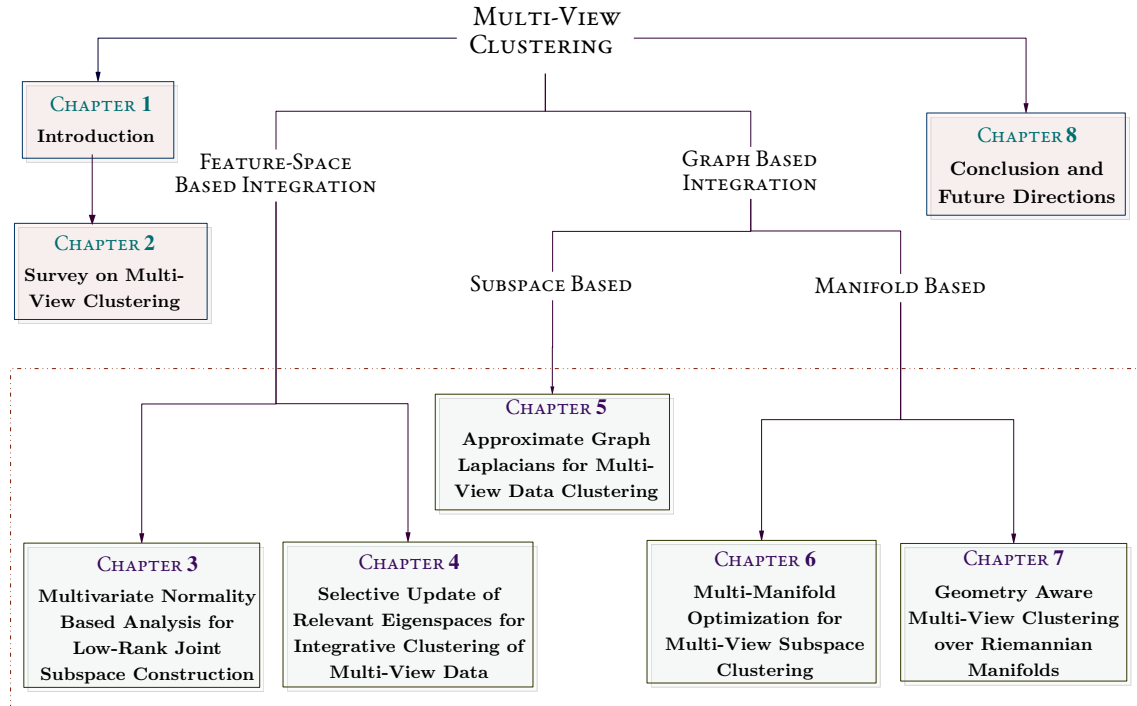 Multi-View
Clustering
Chapter 1
Introduction
Chapter 2
Survey on Multi-
View Clustering
Feature-Space
Based Integration
Graph Based
Integration
Chapter 8
Conclusion and
Future Directions
Subspace Based
Manifold Based
Chapter 3
Multivariate Normality
Based Analysis for
Low-Rank Joint
Subspace Construction
Chapter 4
Selective Update of
Relevant Eigenspaces for
Integrative Clustering of
Multi-View Data
Chapter 5
Approximate Graph
Laplacians for Multi-
View Data Clustering
Chapter 6
Multi-Manifold
Optimization for
Multi-View Subspace
Clustering
Chapter 7
Geometry Aware
Multi-View Clustering
over Riemannian
Manifolds